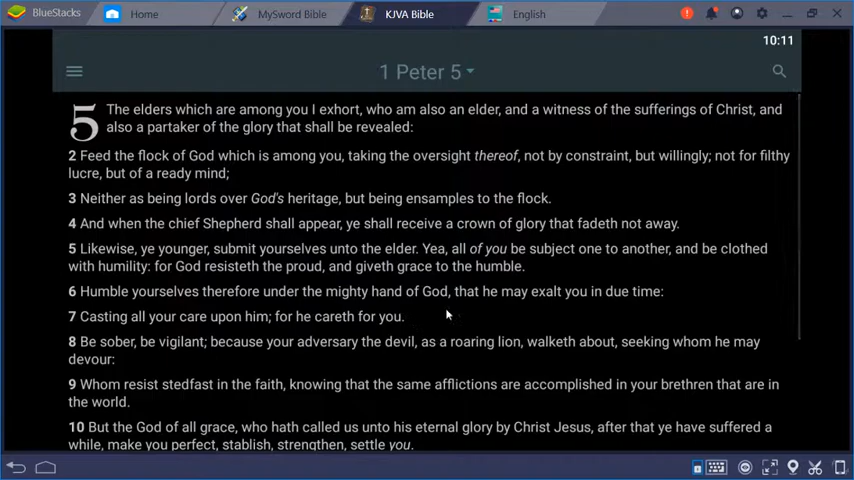 BlueStacks Home MySword Bible KJVA Bible English
10:11
1 Peter 5
5 The elders which are among you I exhort, who am also an elder, and a witness of the sufferings of Christ, and
also a partaker of the glory that shall be revealed:
2 Feed the flock of God which is among you, taking the oversight thereof, not by constraint, but willingly; not for filthy
lucre, but of a ready mind;
3 Neither as being lords over God's heritage, but being ensamples to the flock.
4 And when the chief Shepherd shall appear, ye shall receive a crown of glory that fadeth not away.
5 Likewise, ye younger, submit yourselves unto the elder. Yea, all of you be subject one to another, and be clothed
with humility: for God resisteth the proud, and giveth grace to the humble.
6 Humble yourselves therefore under the mighty hand of God, that he may exalt you in due time:
7 Casting all your care upon him; for he careth for you.
8 Be sober, be vigilant; because your adversary the devil, as a roaring lion, walketh about, seeking whom he may
devour:
9 Whom resist stedfast in the faith, knowing that the same afflictions are accomplished in your brethren that are in
the world.
10 But the God of all grace, who hath called us unto his eternal glory by Christ Jesus, after that ye have suffered a
while, make you perfect, stablish, strengthen, settle you.